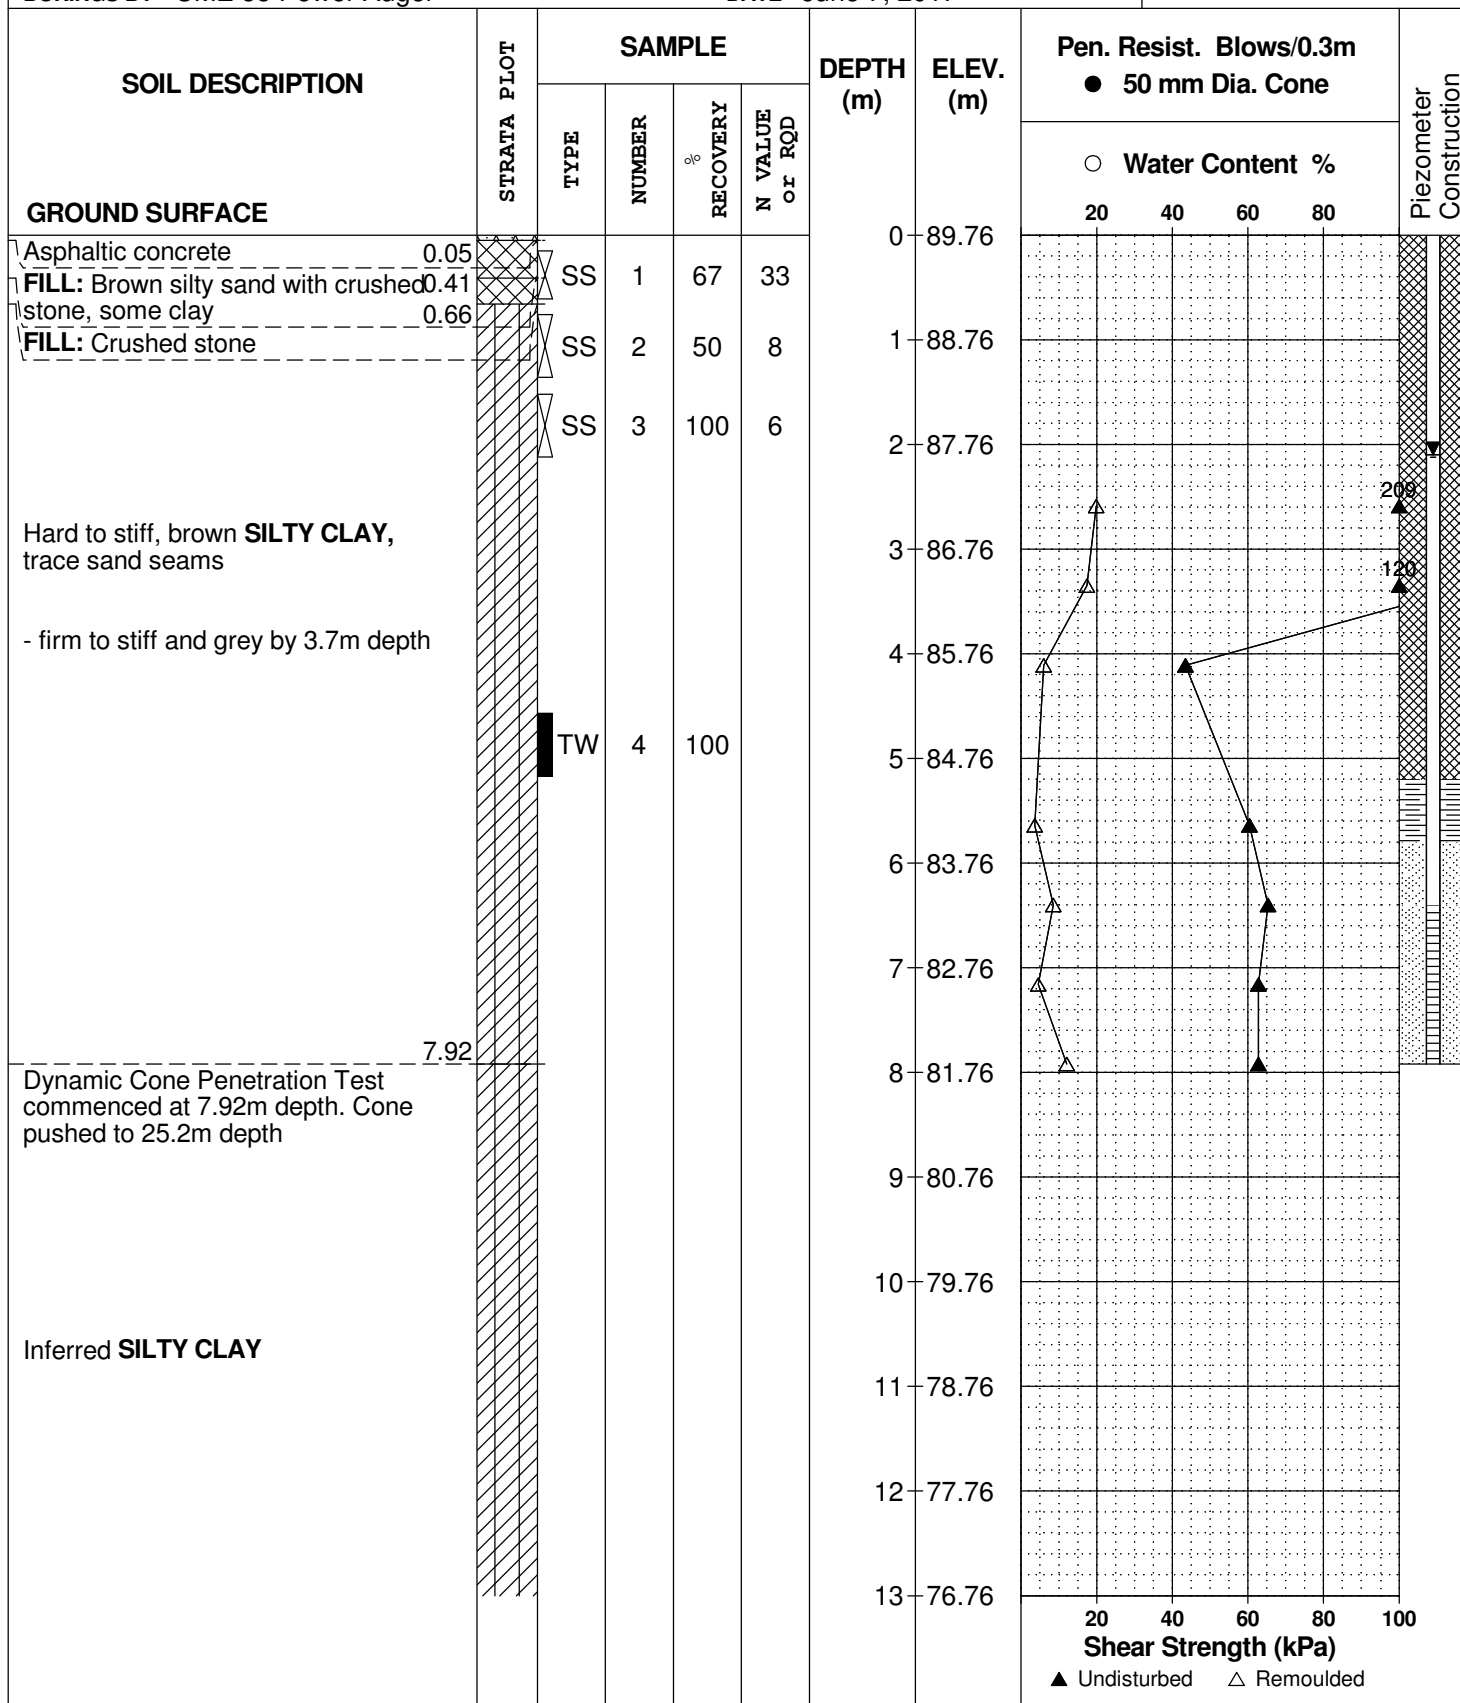 SOIL DESCRIPTION
GROUND SURFACE
STRATA PLOT
SAMPLE
TYPE
NUMBER
% RECOVERY
N VALUE or RQD
DEPTH (m)
ELEV. (m)
Pen. Resist. Blows/0.3m
● 50 mm Dia. Cone
○ Water Content %
20 40 60 80
Piezometer Construction
Asphaltic concrete 0.05
FILL: Brown silty sand with crushed 0.41
stone, some clay 0.66
FILL: Crushed stone
SS 1 67 33
SS 2 50 8
SS 3 100 6
Hard to stiff, brown SILTY CLAY,
trace sand seams
- firm to stiff and grey by 3.7m depth
TW 4 100
7.92
Dynamic Cone Penetration Test
commenced at 7.92m depth. Cone
pushed to 25.2m depth
Inferred SILTY CLAY
0 89.76
1 88.76
2 87.76
3 86.76
4 85.76
5 84.76
6 83.76
7 82.76
8 81.76
9 80.76
10 79.76
11 78.76
12 77.76
13 76.76
209
120
20 40 60 80 100
Shear Strength (kPa)
▲ Undisturbed △ Remoulded